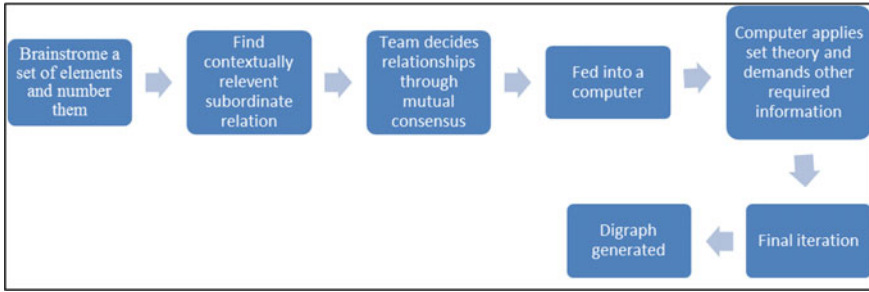 Brainstrome a
set of elements
and number
them
Find
contextually
relevent
subordinate
relation
Team decides
relationships
through
mutual
consensus
Fed into a
computer
Computer applies
set theory and
demands other
required
information
Final iteration
Digraph
generated